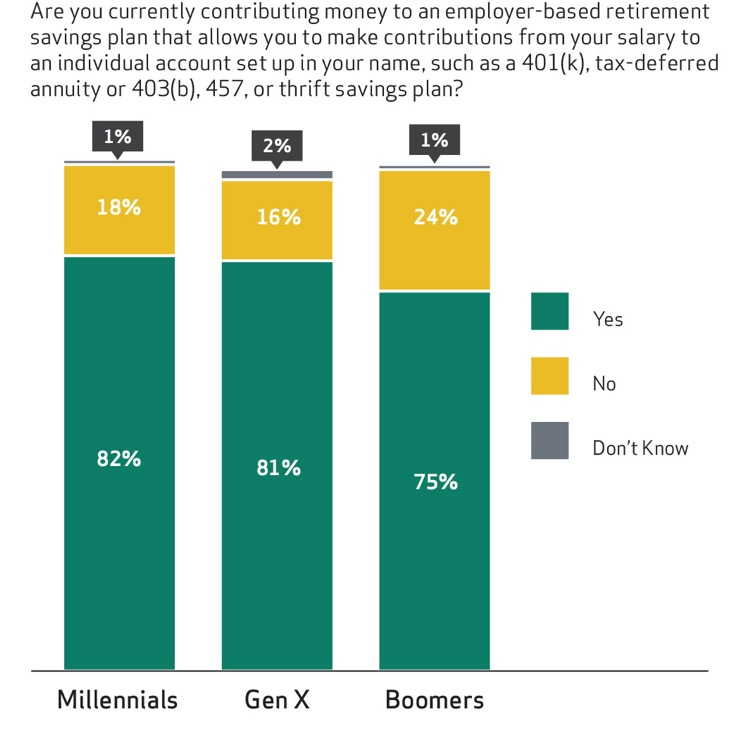 Are you currently contributing money to an employer-based retirement
savings plan that allows you to make contributions from your salary to
an individual account set up in your name, such as a 401(k), tax-deferred
annuity or 403(b), 457, or thrift savings plan?
1%
2%
1%
18%
16%
24%
82%
81%
75%
Yes
No
Don't Know
Millennials
Gen X
Boomers